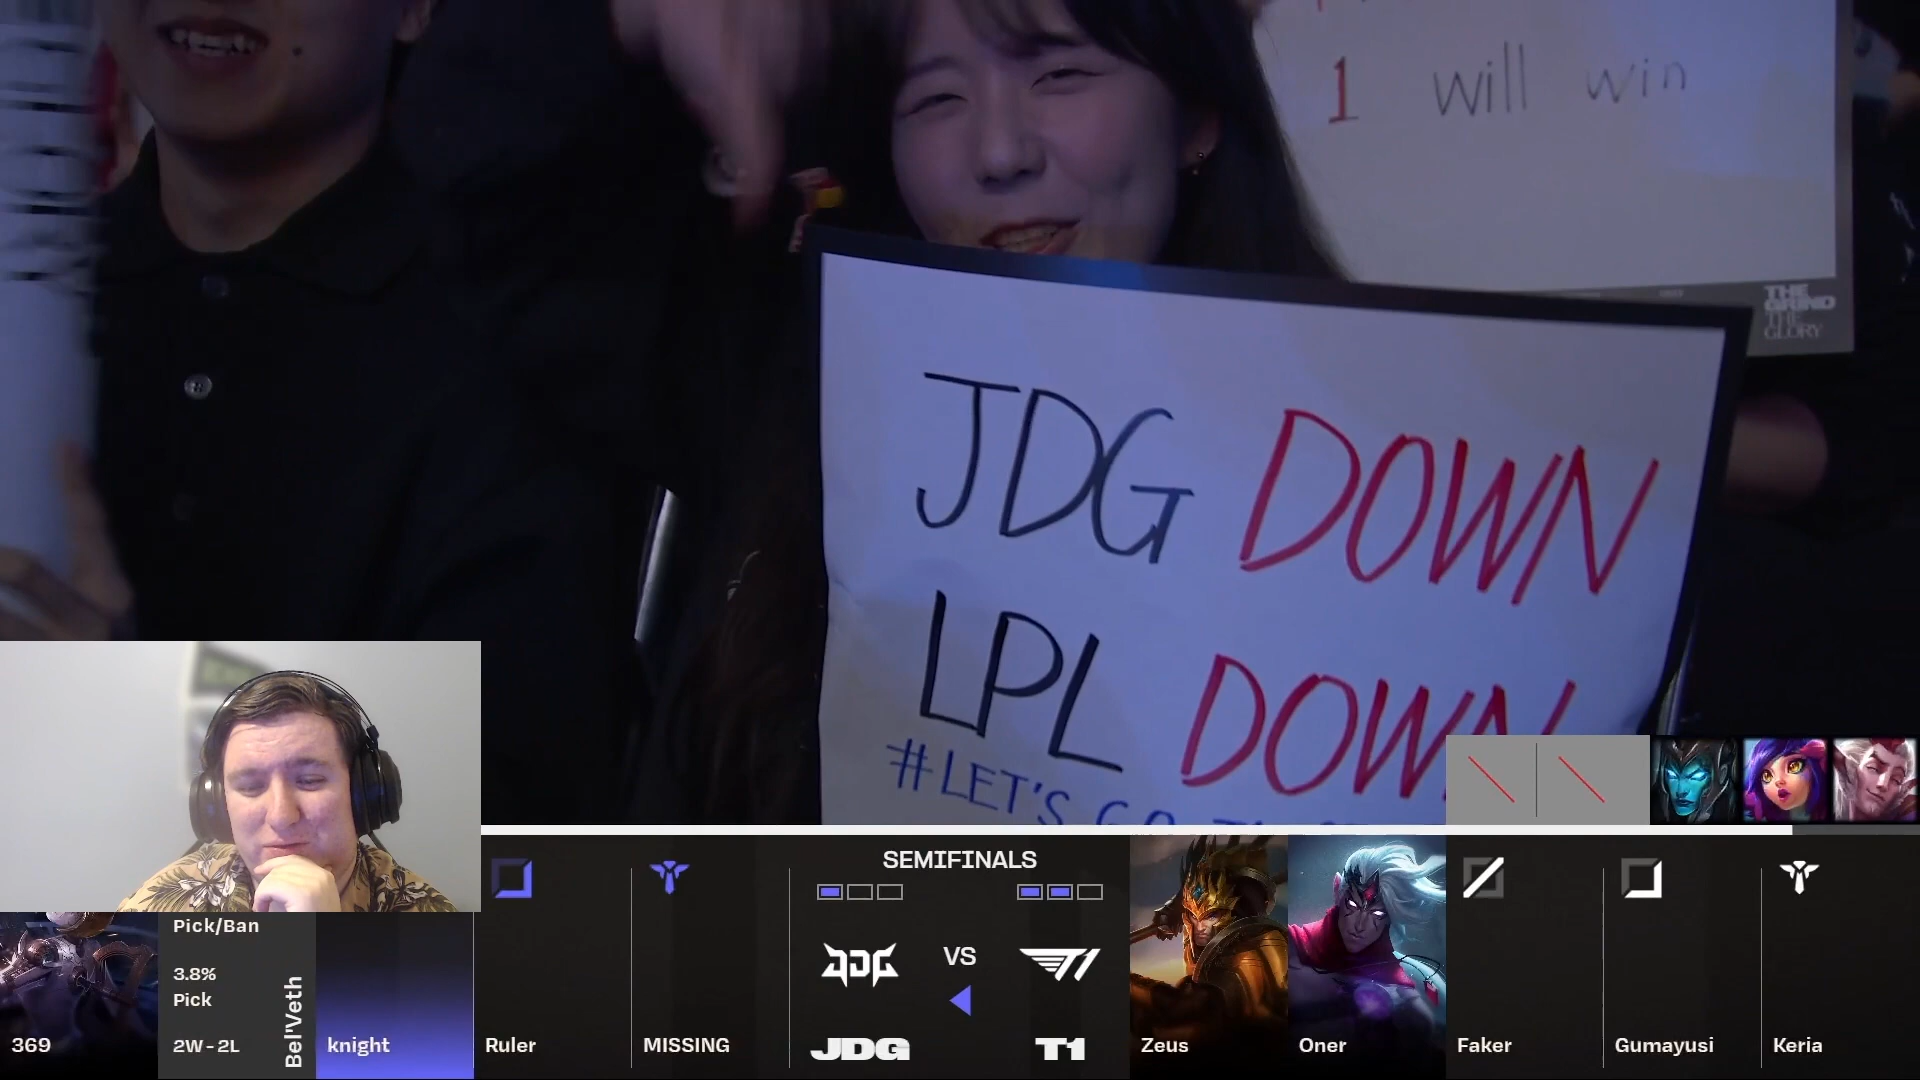 1 will win
THE GRIND
THE GLORY
JDG DOWN
LPL DOWN
#LET'S GO
SEMIFINALS
VS
JDG
T1
Pick/Ban
3.8%
Pick
2W-2L
Bel'Veth
369
knight
Ruler
MISSING
JDG
T1
Zeus
Oner
Faker
Gumayusi
Keria